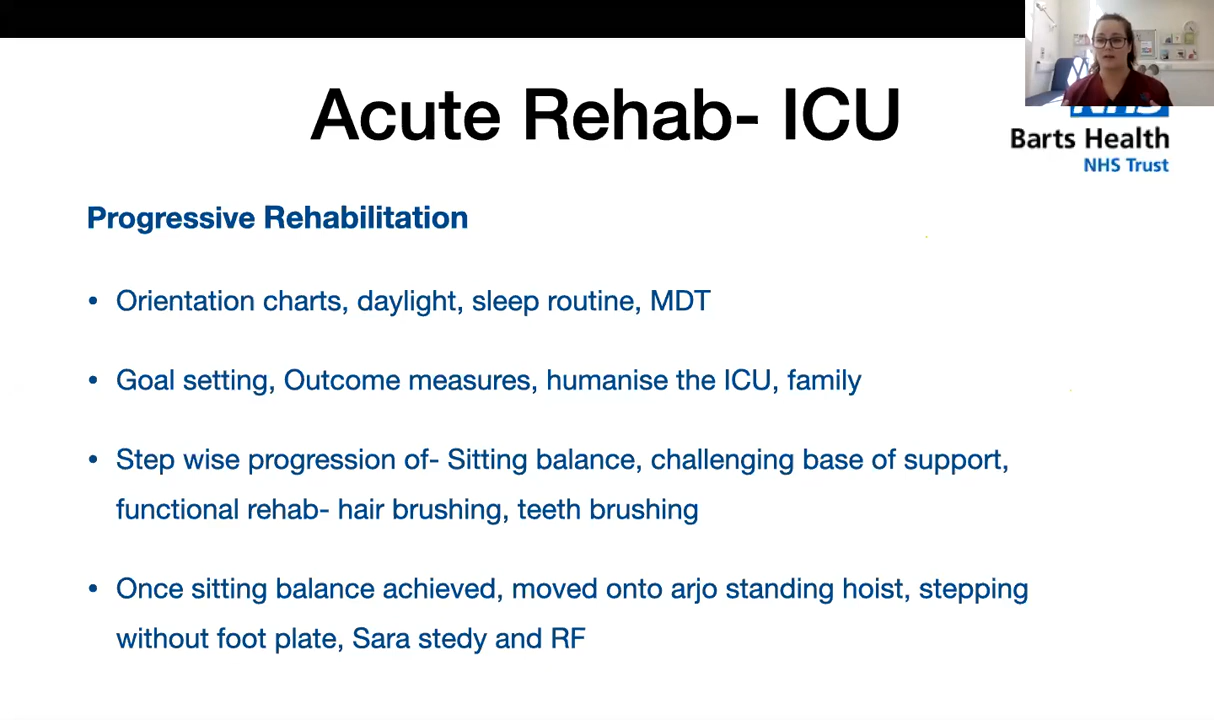 Acute Rehab- ICU
NHS
Barts Health
NHS Trust
Progressive Rehabilitation
• Orientation charts, daylight, sleep routine, MDT
• Goal setting, Outcome measures, humanise the ICU, family
• Step wise progression of- Sitting balance, challenging base of support,
functional rehab- hair brushing, teeth brushing
• Once sitting balance achieved, moved onto arjo standing hoist, stepping
without foot plate, Sara stedy and RF